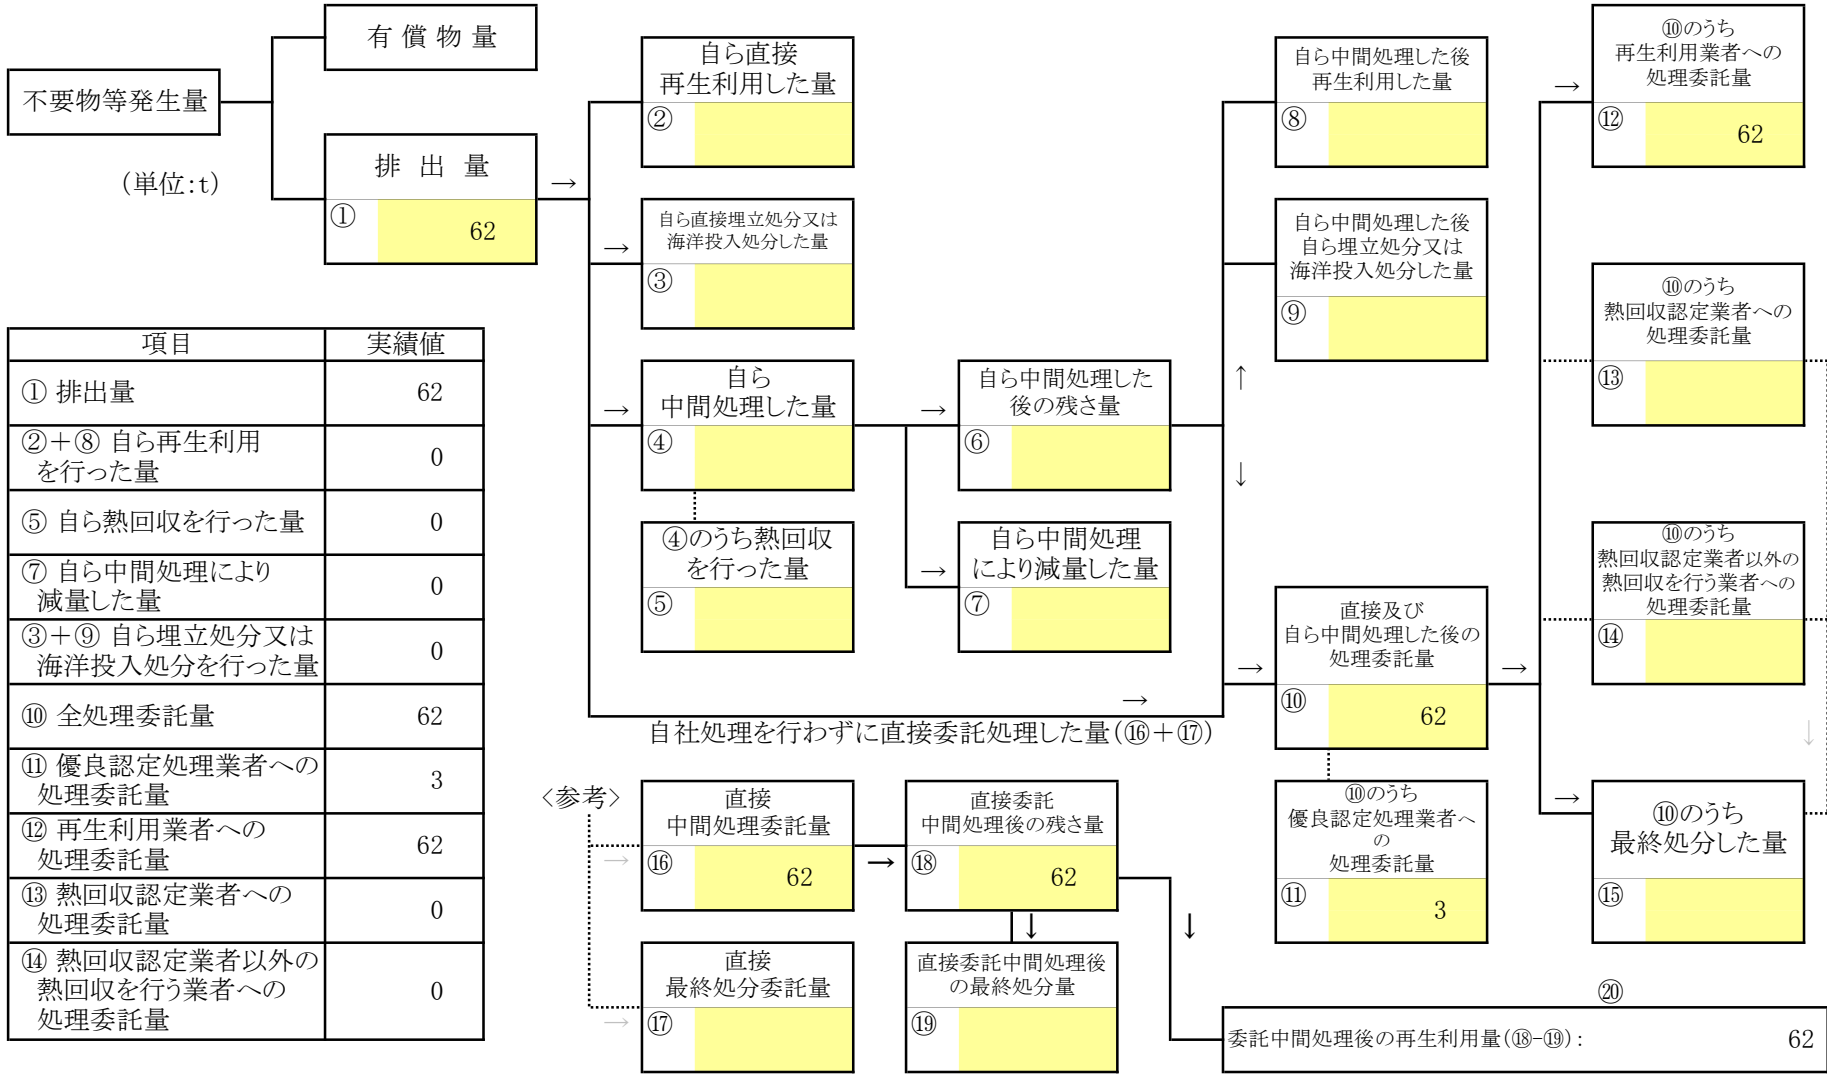 不要物等発生量
有 償 物 量
(単位:t)
排 出 量
→
① 62
自ら直接
再生利用した量
②
→
自ら直接埋立処分又は
海洋投入処分した量
③
→
自ら
中間処理した量
④
④のうち熱回収
を行った量
⑤
→
自ら中間処理した
後の残さ量
⑥
→
自ら中間処理
により減量した量
⑦
自ら中間処理した後
再生利用した量
⑧
自ら中間処理した後
自ら埋立処分又は
海洋投入処分した量
⑨
↑
↓
→
自社処理を行わずに直接委託処理した量(⑯+⑰)
→
直接及び
自ら中間処理した後の
処理委託量
⑩ 62
⑩のうち
優良認定処理業者へ
の
処理委託量
⑪ 3
→
→
⑩のうち
再生利用業者への
処理委託量
⑫ 62
⑩のうち
熱回収認定業者への
処理委託量
⑬
⑩のうち
熱回収認定業者以外の
熱回収を行う業者への
処理委託量
⑭
↓
→
⑩のうち
最終処分した量
⑮
項目 実績値
① 排出量 62
②+⑧ 自ら再生利用
を行った量 0
⑤ 自ら熱回収を行った量 0
⑦ 自ら中間処理により
減量した量 0
③+⑨ 自ら埋立処分又は
海洋投入処分を行った量 0
⑩ 全処理委託量 62
⑪ 優良認定処理業者への
処理委託量 3
⑫ 再生利用業者への
処理委託量 62
⑬ 熱回収認定業者への
処理委託量 0
⑭ 熱回収認定業者以外の
熱回収を行う業者への
処理委託量 0
<参考>
→
直接
中間処理委託量
⑯ 62
→
直接委託
中間処理後の残さ量
⑱ 62
↓
↓
→
直接
最終処分委託量
⑰
直接委託中間処理後
の最終処分量
⑲
⑳
委託中間処理後の再生利用量(⑱-⑲): 62